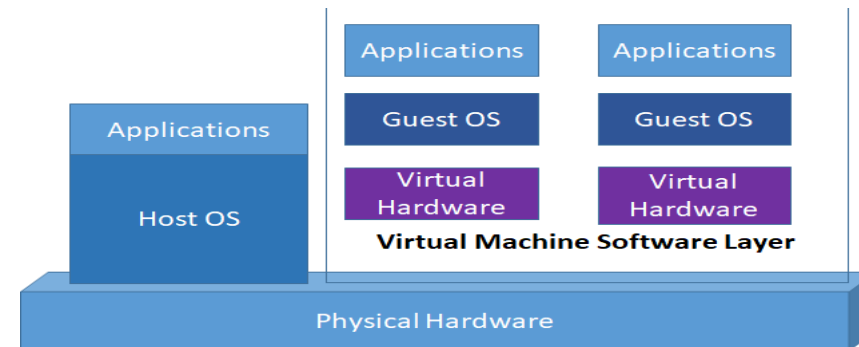 Applications
Applications
Applications
Guest OS
Guest OS
Host OS
Virtual
Hardware
Virtual
Hardware
Virtual Machine Software Layer
Physical Hardware